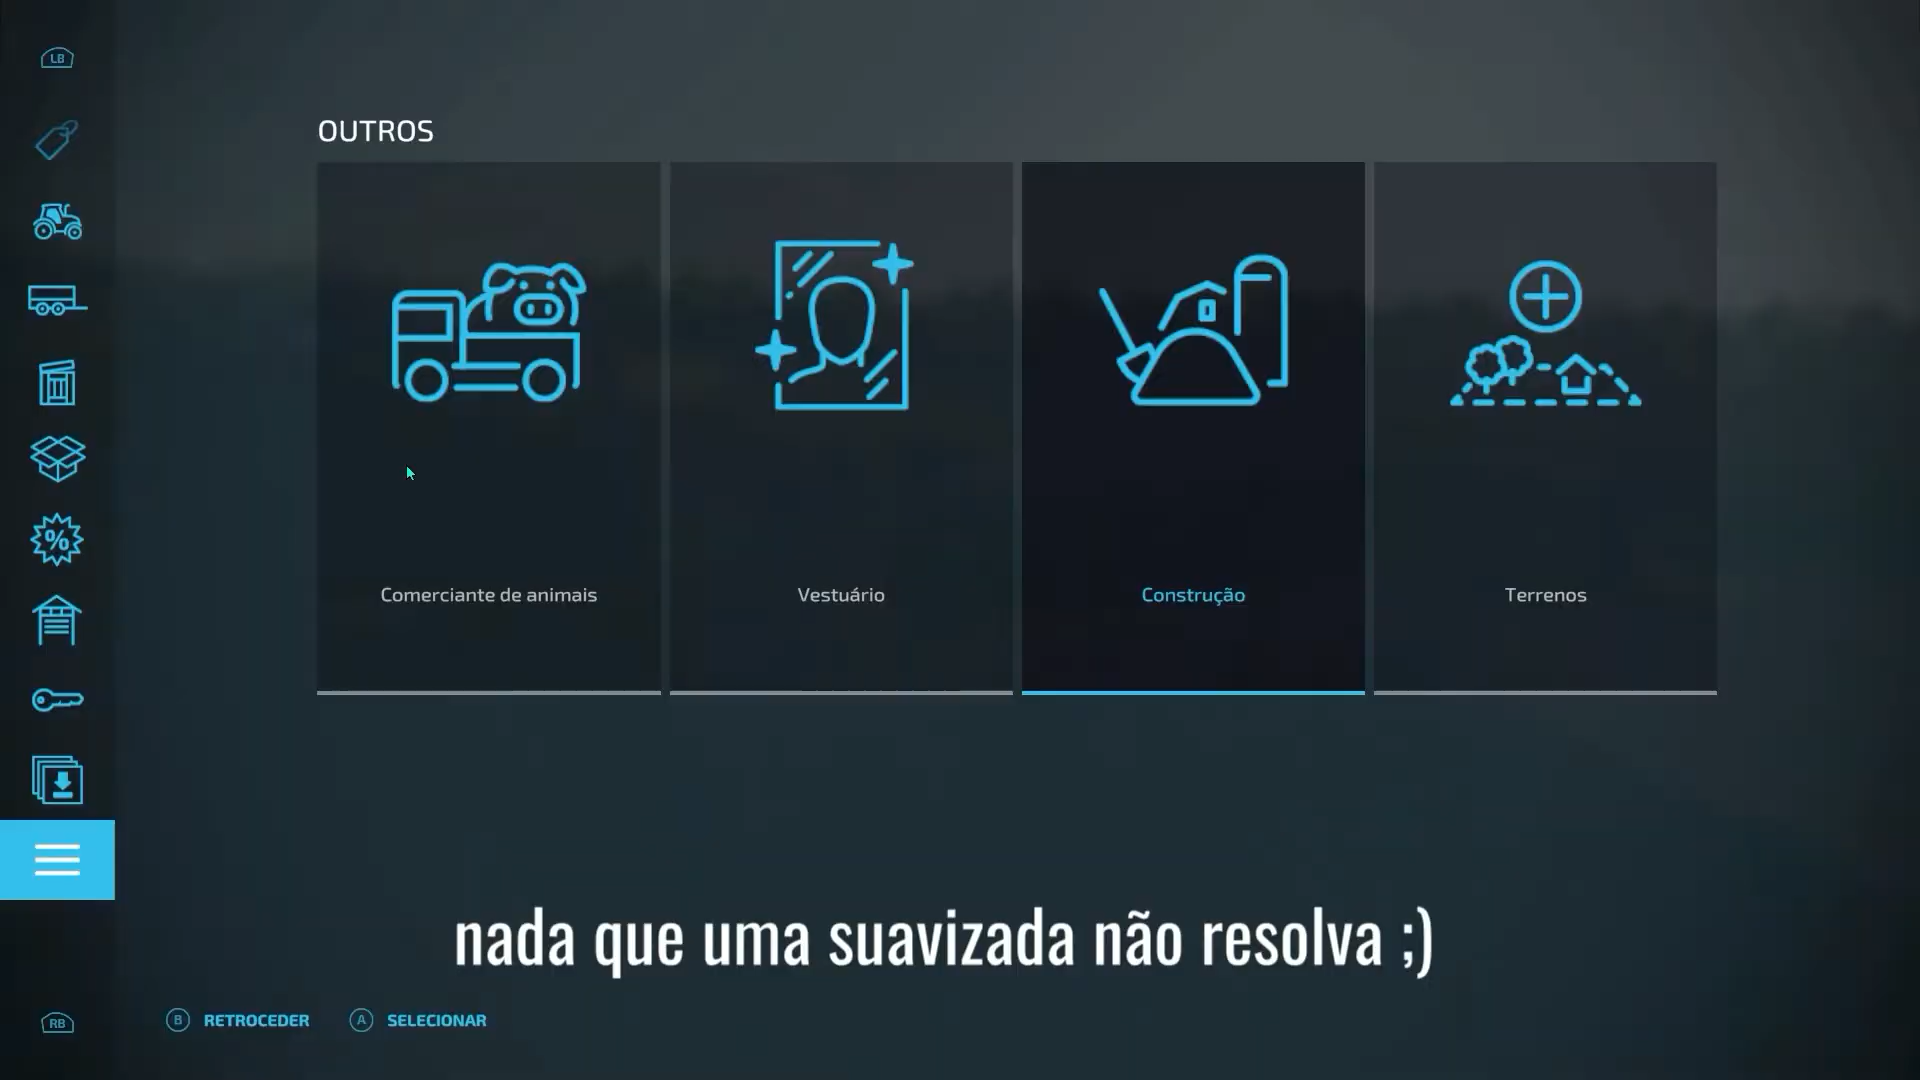 LB
OUTROS
%
Comerciante de animais
Vestuário
Construção
Terrenos
nada que uma suavizada não resolva ;)
RB
B RETROCEDER
A SELECIONAR